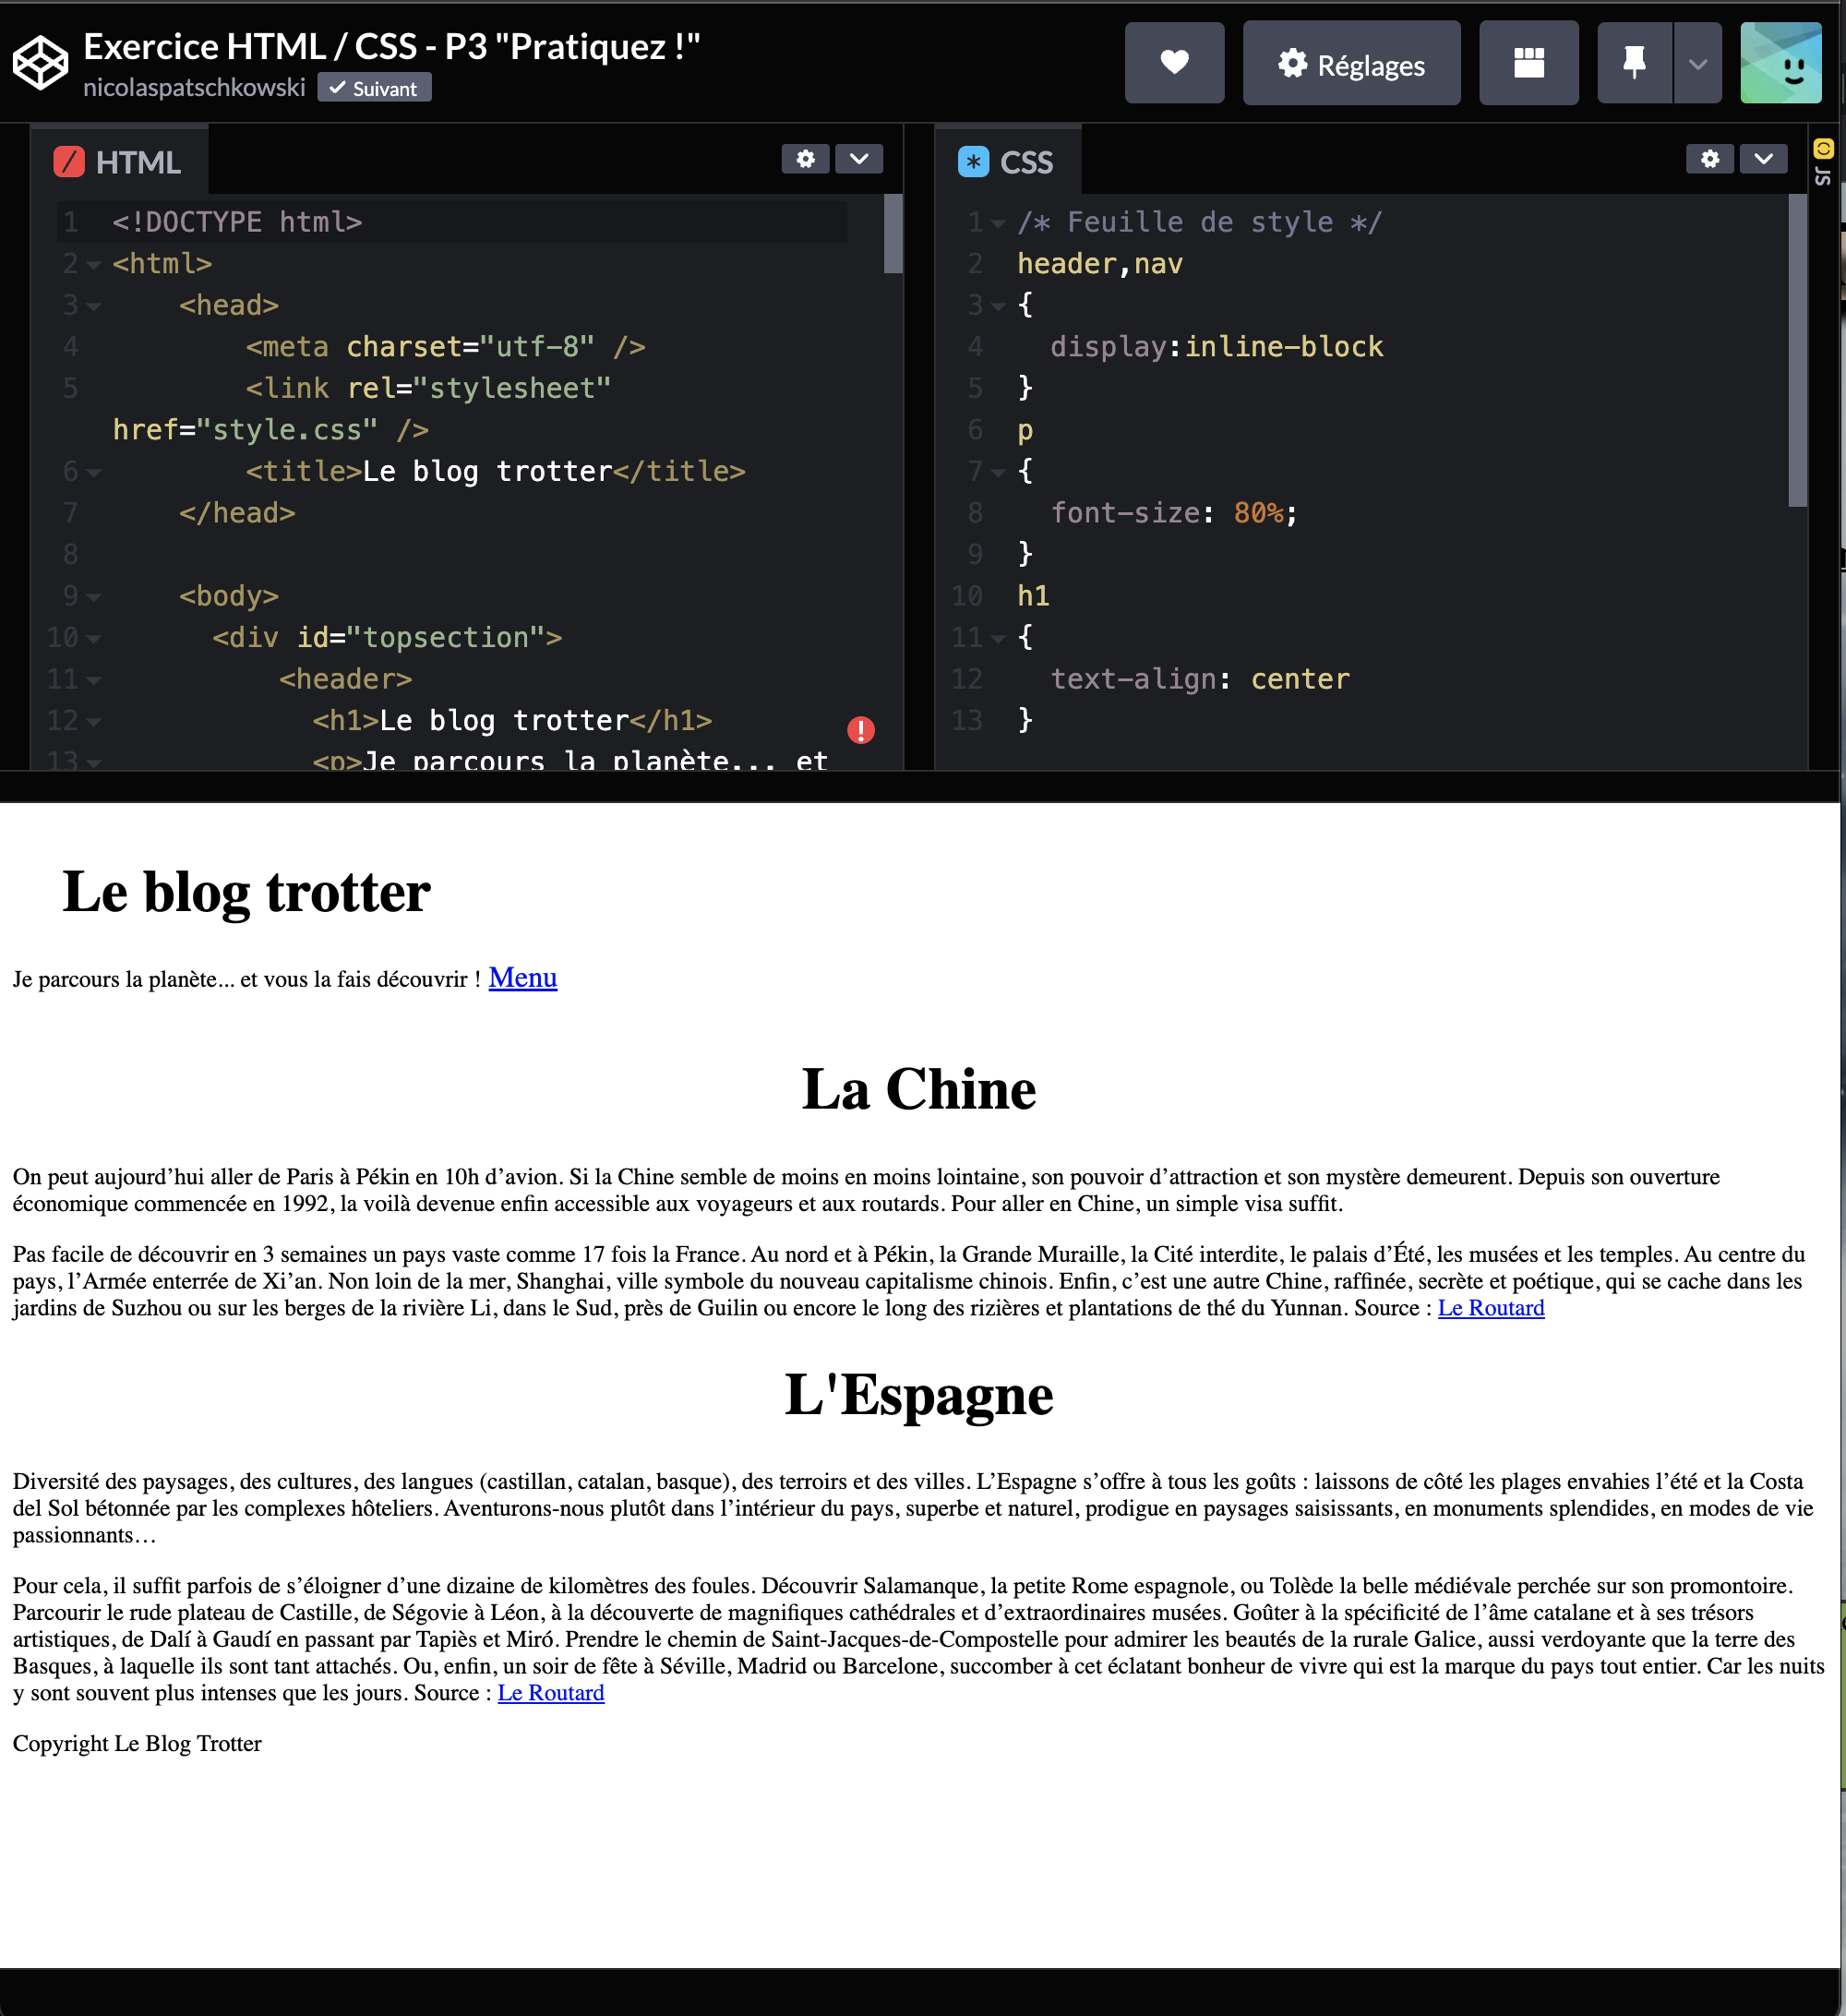 Exercice HTML / CSS - P3 "Pratiquez !"
nicolaspatschkowski
Suivant
Réglages
HTML
1 <!DOCTYPE html>
2 <html>
3 <head>
4 <meta charset="utf-8" />
5 <link rel="stylesheet"
href="style.css" />
6 <title>Le blog trotter</title>
7 </head>
8
9 <body>
10 <div id="topsection">
11 <header>
12 <h1>Le blog trotter</h1>
13 <p>Je parcours la planète... et
CSS
1 /* Feuille de style */
2 header,nav
3 {
4 display:inline-block
5 }
6 p
7 {
8 font-size: 80%;
9 }
10 h1
11 {
12 text-align: center
13 }
JS
Le blog trotter
Je parcours la planète... et vous la fais découvrir ! Menu
La Chine
On peut aujourd’hui aller de Paris à Pékin en 10h d’avion. Si la Chine semble de moins en moins lointaine, son pouvoir d’attraction et son mystère demeurent. Depuis son ouverture
économique commencée en 1992, la voilà devenue enfin accessible aux voyageurs et aux routards. Pour aller en Chine, un simple visa suffit.
Pas facile de découvrir en 3 semaines un pays vaste comme 17 fois la France. Au nord et à Pékin, la Grande Muraille, la Cité interdite, le palais d’Été, les musées et les temples. Au centre du
pays, l’Armée enterrée de Xi’an. Non loin de la mer, Shanghai, ville symbole du nouveau capitalisme chinois. Enfin, c’est une autre Chine, raffinée, secrète et poétique, qui se cache dans les
jardins de Suzhou ou sur les berges de la rivière Li, dans le Sud, près de Guilin ou encore le long des rizières et plantations de thé du Yunnan. Source : Le Routard
L'Espagne
Diversité des paysages, des cultures, des langues (castillan, catalan, basque), des terroirs et des villes. L’Espagne s’offre à tous les goûts : laissons de côté les plages envahies l’été et la Costa
del Sol bétonnée par les complexes hôteliers. Aventurons-nous plutôt dans l’intérieur du pays, superbe et naturel, prodigue en paysages saisissants, en monuments splendides, en modes de vie
passionnants…
Pour cela, il suffit parfois de s’éloigner d’une dizaine de kilomètres des foules. Découvrir Salamanque, la petite Rome espagnole, ou Tolède la belle médiévale perchée sur son promontoire.
Parcourir le rude plateau de Castille, de Ségovie à Léon, à la découverte de magnifiques cathédrales et d’extraordinaires musées. Goûter à la spécificité de l’âme catalane et à ses trésors
artistiques, de Dalí à Gaudí en passant par Tapiès et Miró. Prendre le chemin de Saint-Jacques-de-Compostelle pour admirer les beautés de la rurale Galice, aussi verdoyante que la terre des
Basques, à laquelle ils sont tant attachés. Ou, enfin, un soir de fête à Séville, Madrid ou Barcelone, succomber à cet éclatant bonheur de vivre qui est la marque du pays tout entier. Car les nuits
y sont souvent plus intenses que les jours. Source : Le Routard
Copyright Le Blog Trotter